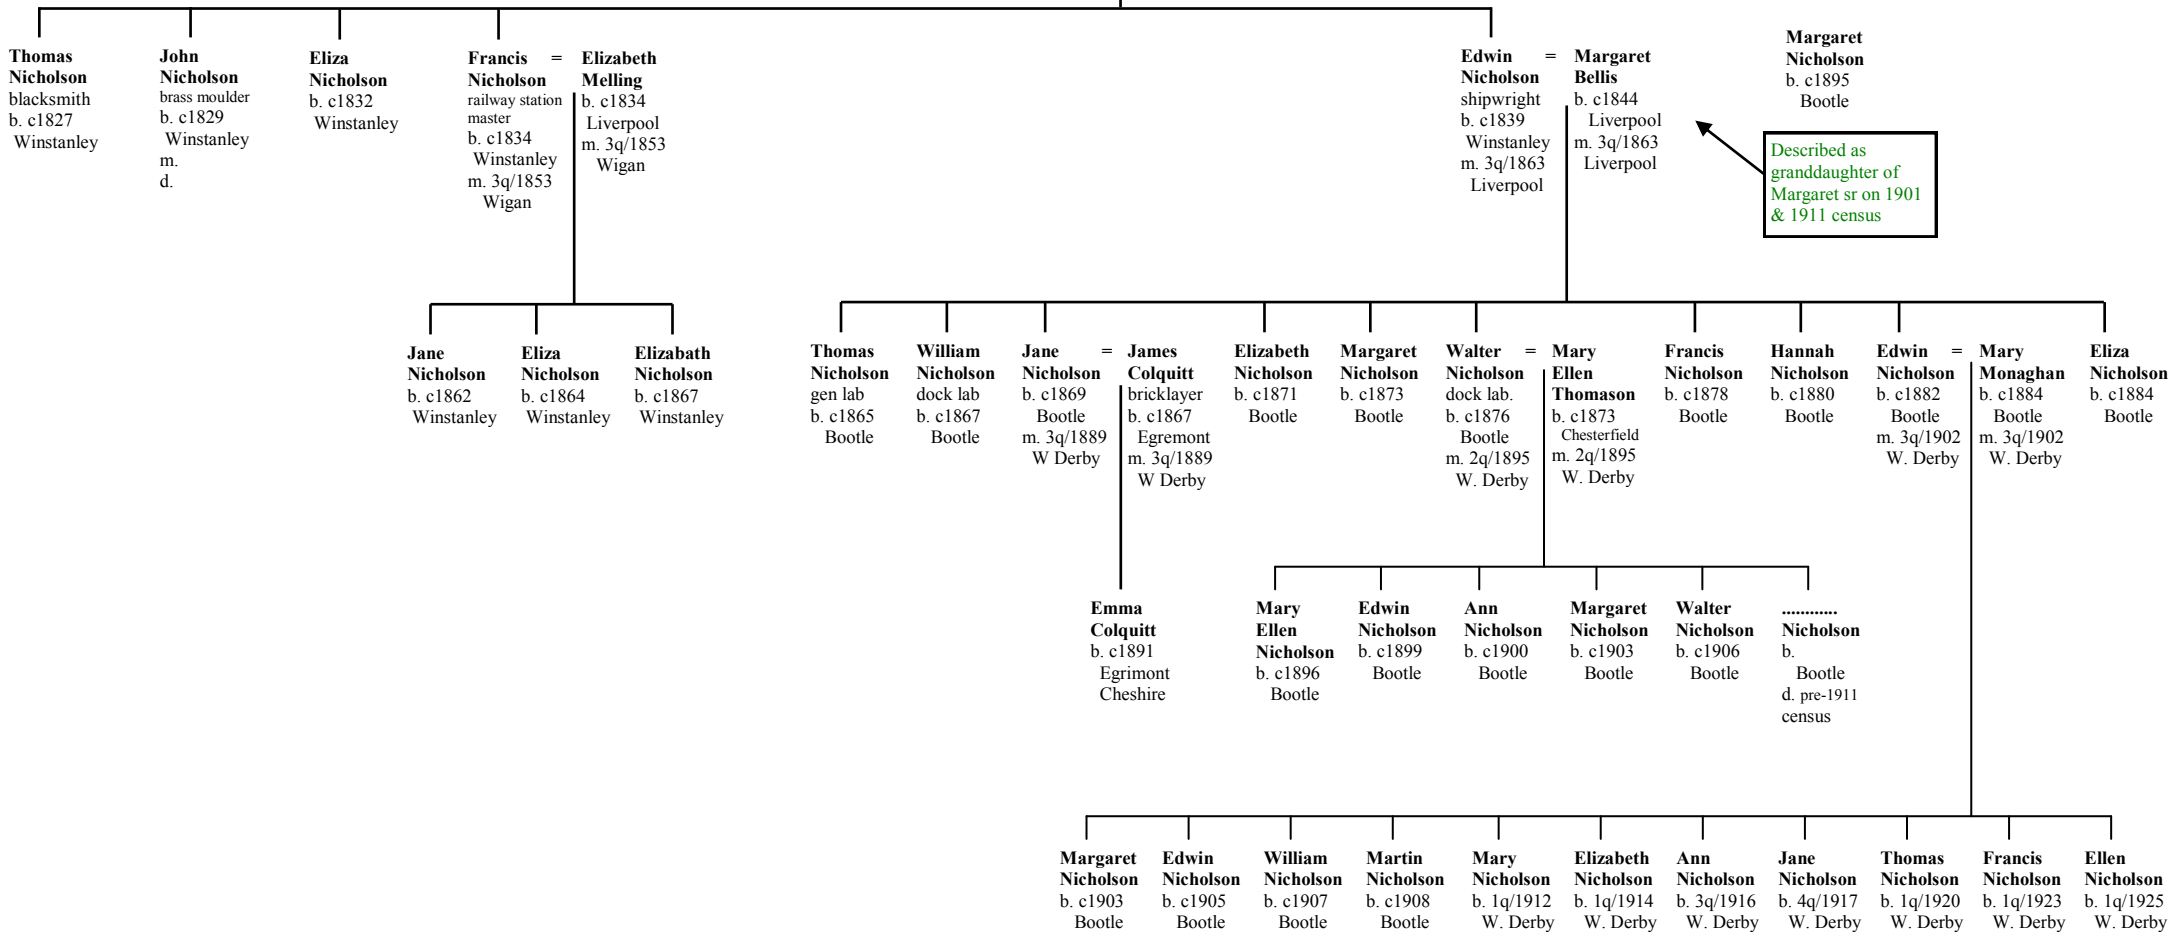 Thomas
Nicholson
blacksmith
b. c1827
Winstanley
John
Nicholson
brass moulder
b. c1829
Winstanley
m.
d.
Eliza
Nicholson
b. c1832
Winstanley
Francis =
Nicholson
railway station
master
b. c1834
Winstanley
m. 3q/1853
Wigan
Elizabeth
Melling
b. c1834
Liverpool
m. 3q/1853
Wigan
Edwin =
Nicholson
shipwright
b. c1839
Winstanley
m. 3q/1863
Liverpool
Margaret
Bellis
b. c1844
Liverpool
m. 3q/1863
Liverpool
Margaret
Nicholson
b. c1895
Bootle
Described as
granddaughter of
Margaret sr on 1901
& 1911 census
Jane
Nicholson
b. c1862
Winstanley
Eliza
Nicholson
b. c1864
Winstanley
Elizabath
Nicholson
b. c1867
Winstanley
Thomas
Nicholson
gen lab
b. c1865
Bootle
William
Nicholson
dock lab
b. c1867
Bootle
Jane =
Nicholson
b. c1869
Bootle
m. 3q/1889
W Derby
James
Colquitt
bricklayer
b. c1867
Egremont
m. 3q/1889
W Derby
Elizabeth
Nicholson
b. c1871
Bootle
Margaret
Nicholson
b. c1873
Bootle
Walter =
Nicholson
dock lab.
b. c1876
Bootle
m. 2q/1895
W. Derby
Mary
Ellen
Thomason
b. c1873
Chesterfield
m. 2q/1895
W. Derby
Francis
Nicholson
b. c1878
Bootle
Hannah
Nicholson
b. c1880
Bootle
Edwin =
Nicholson
b. c1882
Bootle
m. 3q/1902
W. Derby
Mary
Monaghan
b. c1884
Bootle
m. 3q/1902
W. Derby
Eliza
Nicholson
b. c1884
Bootle
Emma
Colquitt
b. c1891
Egrimont
Cheshire
Mary
Ellen
Nicholson
b. c1896
Bootle
Edwin
Nicholson
b. c1899
Bootle
Ann
Nicholson
b. c1900
Bootle
Margaret
Nicholson
b. c1903
Bootle
Walter
Nicholson
b. c1906
Bootle
............
Nicholson
b.
Bootle
d. pre-1911
census
Margaret
Nicholson
b. c1903
Bootle
Edwin
Nicholson
b. c1905
Bootle
William
Nicholson
b. c1907
Bootle
Martin
Nicholson
b. c1908
Bootle
Mary
Nicholson
b. 1q/1912
W. Derby
Elizabeth
Nicholson
b. 1q/1914
W. Derby
Ann
Nicholson
b. 3q/1916
W. Derby
Jane
Nicholson
b. 4q/1917
W. Derby
Thomas
Nicholson
b. 1q/1920
W. Derby
Francis
Nicholson
b. 1q/1923
W. Derby
Ellen
Nicholson
b. 1q/1925
W. Derby